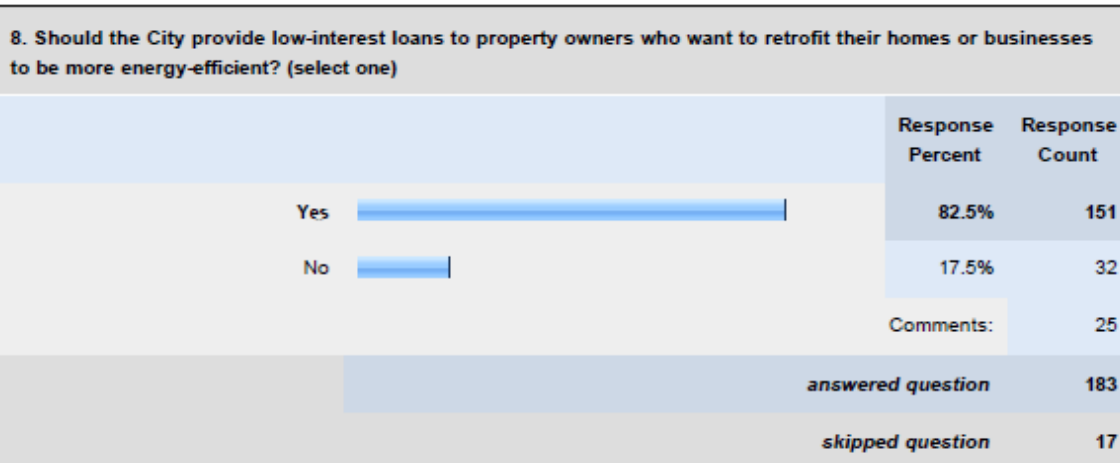 8. Should the City provide low-interest loans to property owners who want to retrofit their homes or businesses
to be more energy-efficient? (select one)
Response Percent Response Count
Yes 82.5% 151
No 17.5% 32
Comments: 25
answered question 183
skipped question 17